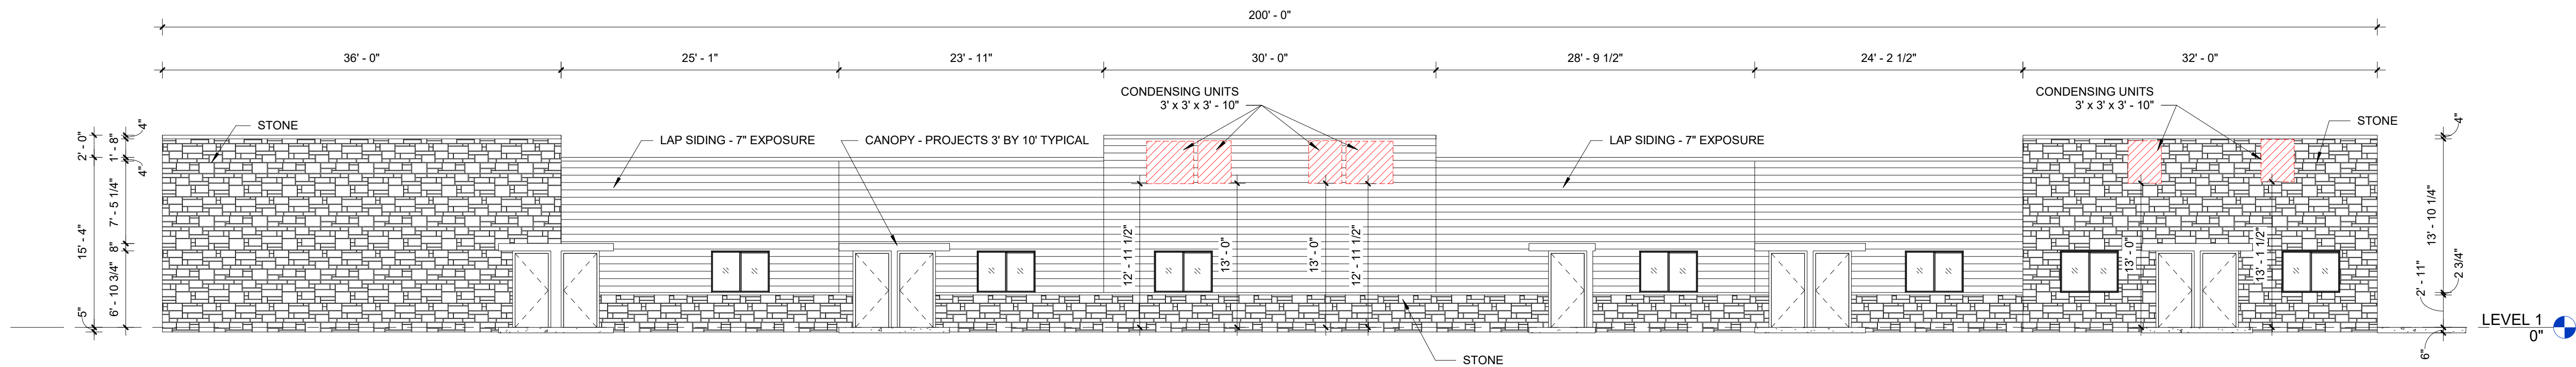 200' - 0"
36' - 0"
25' - 1"
23' - 11"
30' - 0"
28' - 9 1/2"
24' - 2 1/2"
32' - 0"
CONDENSING UNITS
3' x 3' x 3' - 10"
CONDENSING UNITS
3' x 3' x 3' - 10"
STONE
LAP SIDING - 7" EXPOSURE
CANOPY - PROJECTS 3' BY 10' TYPICAL
LAP SIDING - 7" EXPOSURE
STONE
2' - 0"
15' - 4"
5"
4"
1' - 8"
4"
7' - 5 1/4"
8"
6' - 10 3/4"
12' - 11 1/2"
13' - 0"
13' - 0"
12' - 11 1/2"
13' - 0"
13' - 1 1/2"
4"
13' - 10 1/4"
2 3/4"
2' - 11"
6"
STONE
LEVEL 1
0"